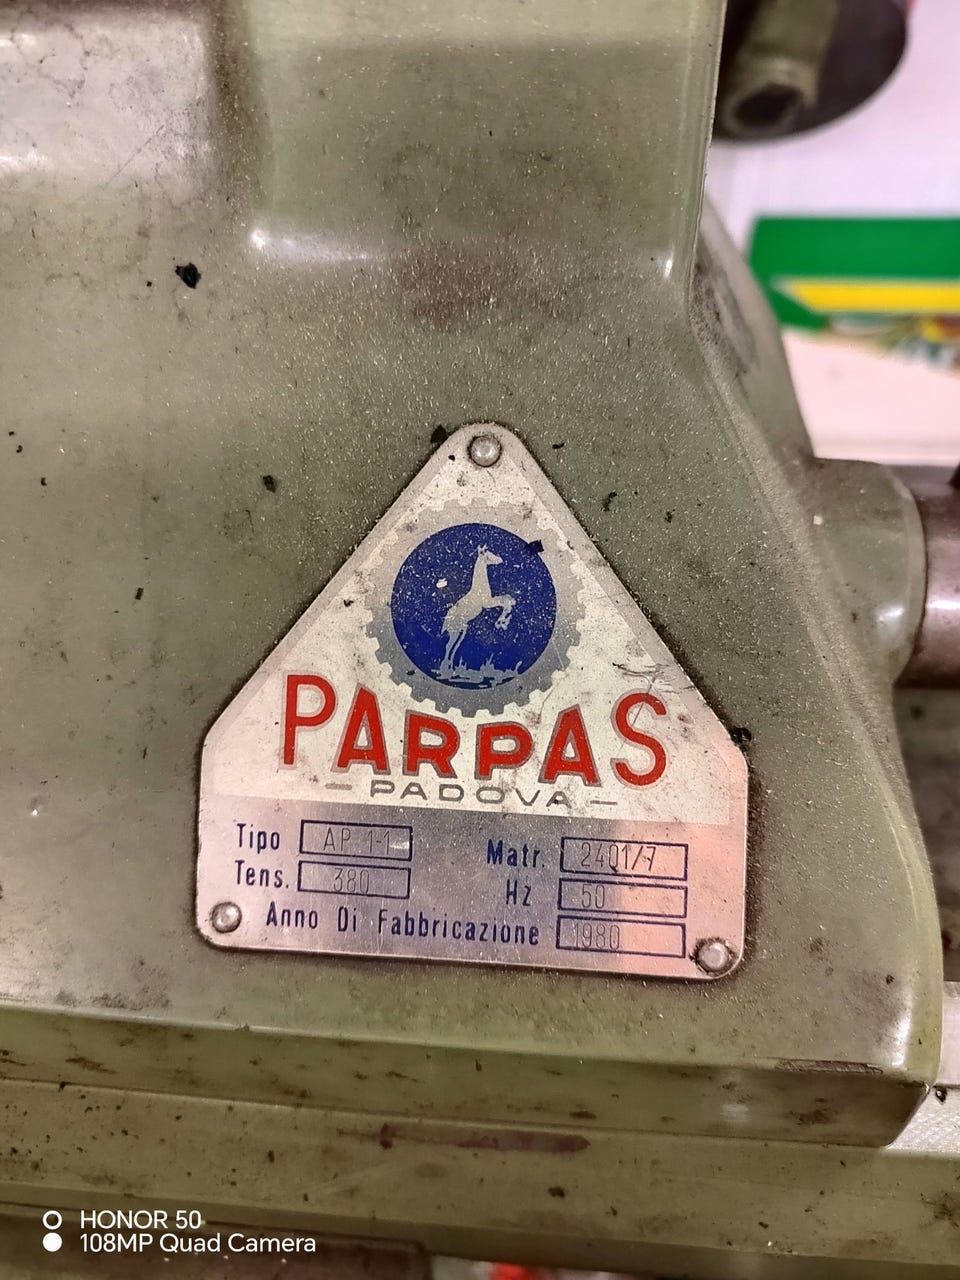 PARPAS
- PADOVA -
Tipo AP 1-1 Matr. 2401/7
Tens. 380 Hz 50
Anno Di Fabbricazione 1980
HONOR 50
108MP Quad Camera